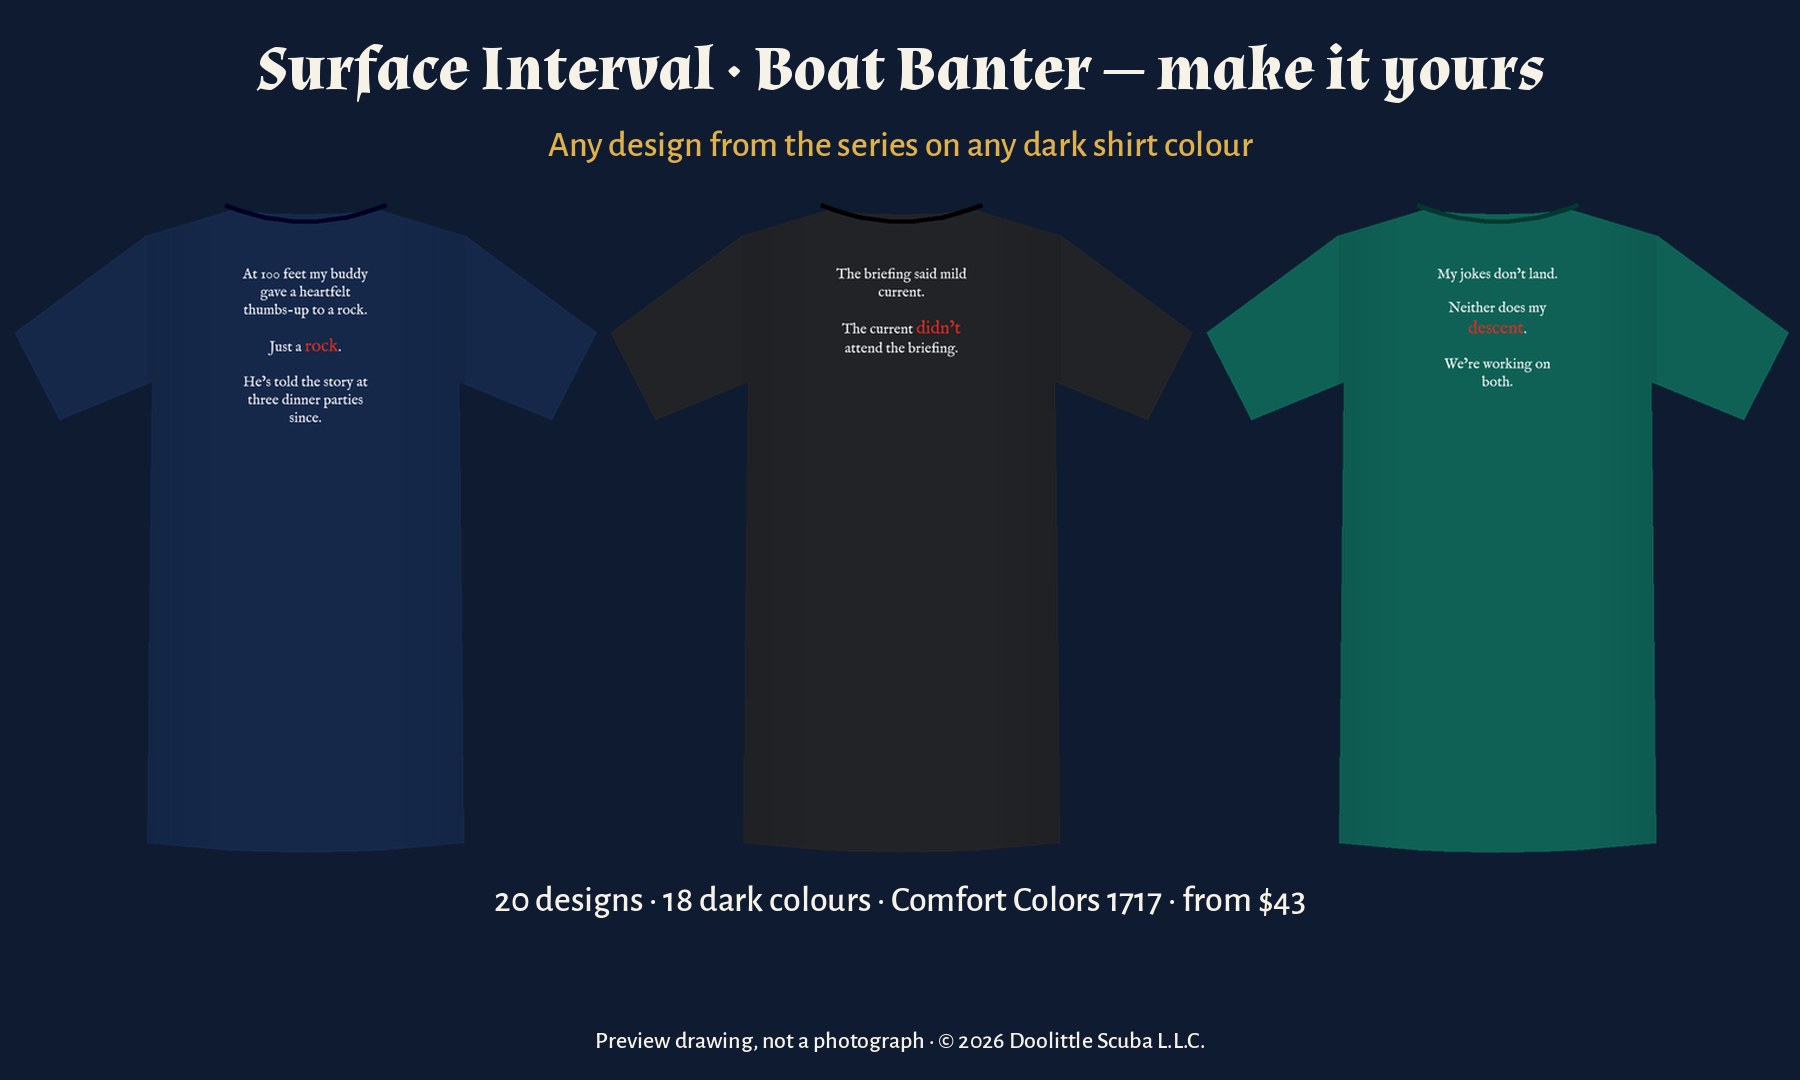 Surface Interval · Boat Banter — make it yours
Any design from the series on any dark shirt colour
At 100 feet my buddy
gave a heartfelt
thumbs-up to a rock.
Just a rock.
He's told the story at
three dinner parties
since.
The briefing said mild
current.
The current didn't
attend the briefing.
My jokes don't land.
Neither does my
descent.
We're working on
both.
20 designs · 18 dark colours · Comfort Colors 1717 · from $43
Preview drawing, not a photograph · © 2026 Doolittle Scuba L.L.C.